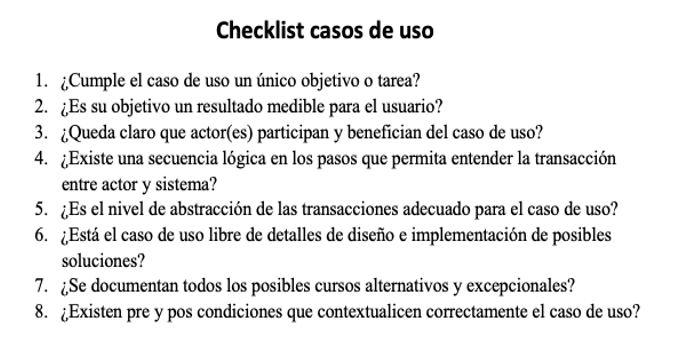 Checklist casos de uso
1. ¿Cumple el caso de uso un único objetivo o tarea?
2. ¿Es su objetivo un resultado medible para el usuario?
3. ¿Queda claro que actor(es) participan y benefician del caso de uso?
4. ¿Existe una secuencia lógica en los pasos que permita entender la transacción
entre actor y sistema?
5. ¿Es el nivel de abstracción de las transacciones adecuado para el caso de uso?
6. ¿Está el caso de uso libre de detalles de diseño e implementación de posibles
soluciones?
7. ¿Se documentan todos los posibles cursos alternativos y excepcionales?
8. ¿Existen pre y pos condiciones que contextualicen correctamente el caso de uso?